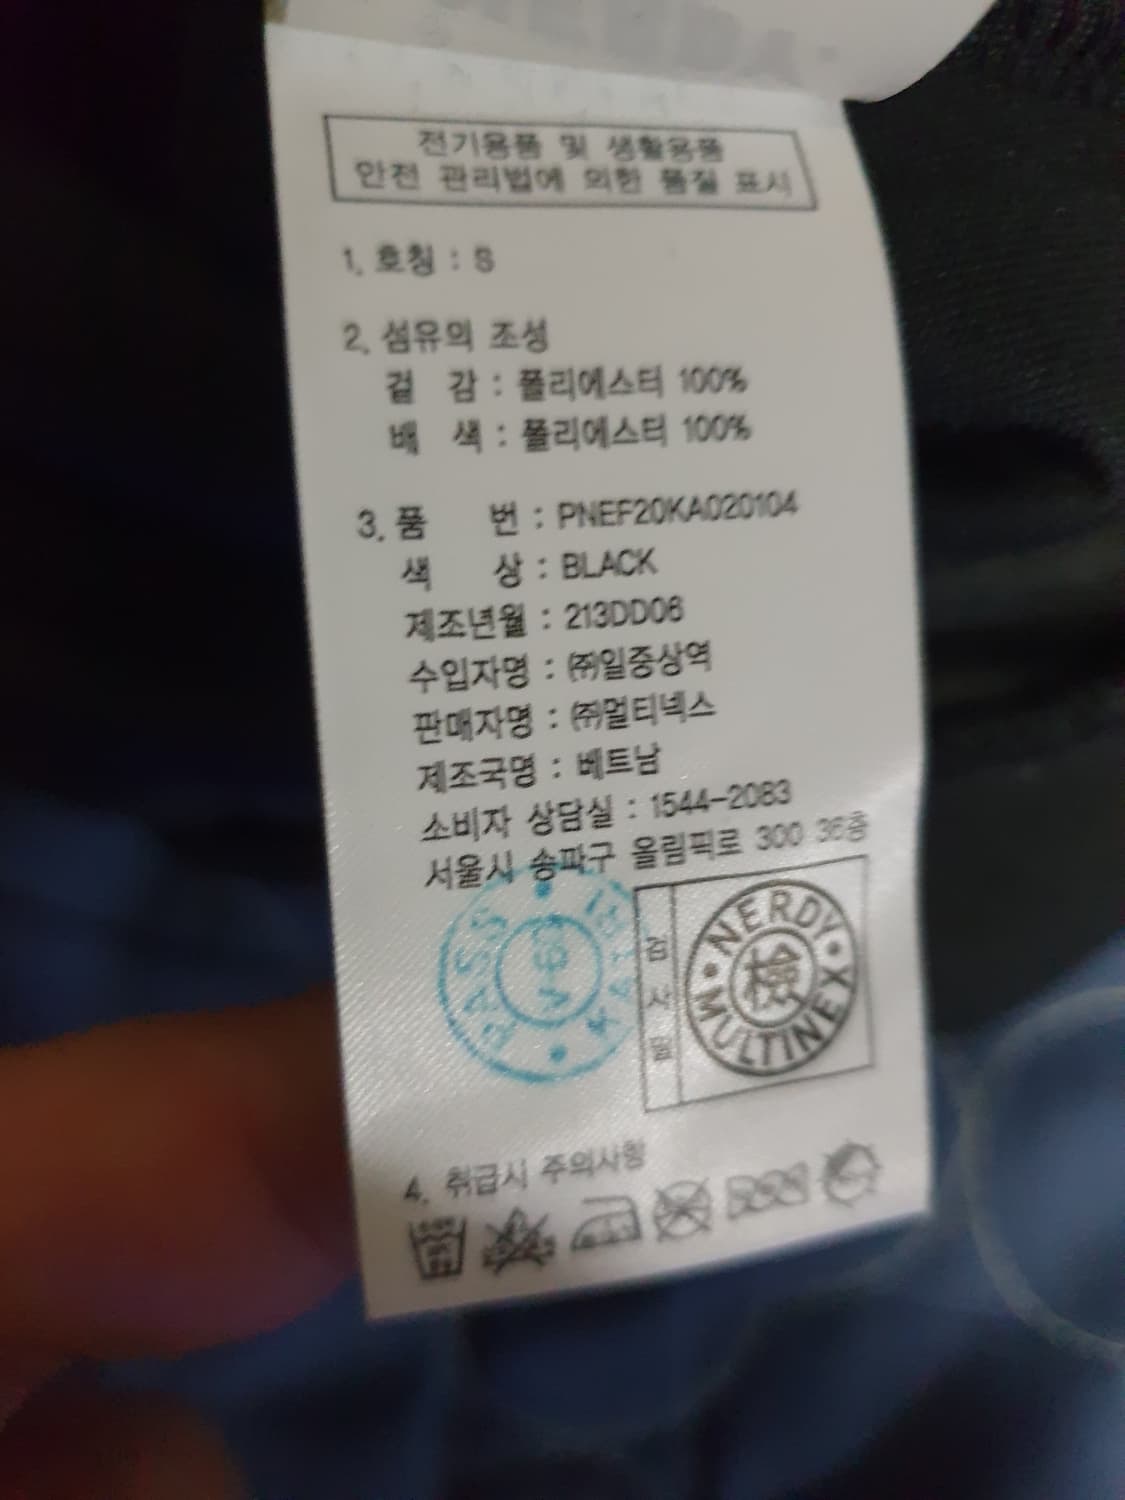 전기용품 및 생활용품
안전 관리법에 의한 품질 표시
1. 호칭 : S
2. 섬유의 조성
겉 감 : 폴리에스터 100%
배 색 : 폴리에스터 100%
3. 품 번 : PNEF20KA020104
색 상 : BLACK
제조년월 : 213DD06
수입자명 : ㈜일중상역
판매자명 : ㈜멀티넥스
제조국명 : 베트남
소비자 상담실 : 1544-2083
서울시 송파구 올림픽로 300 36층
PASS
검사필
NERDY
檢
MULTINEX
4. 취급시 주의사항